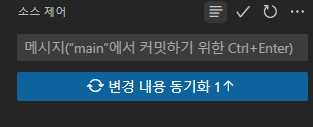 소스 제어
메시지("main"에서 커밋하기 위한 Ctrl+Enter)
변경 내용 동기화 1↑